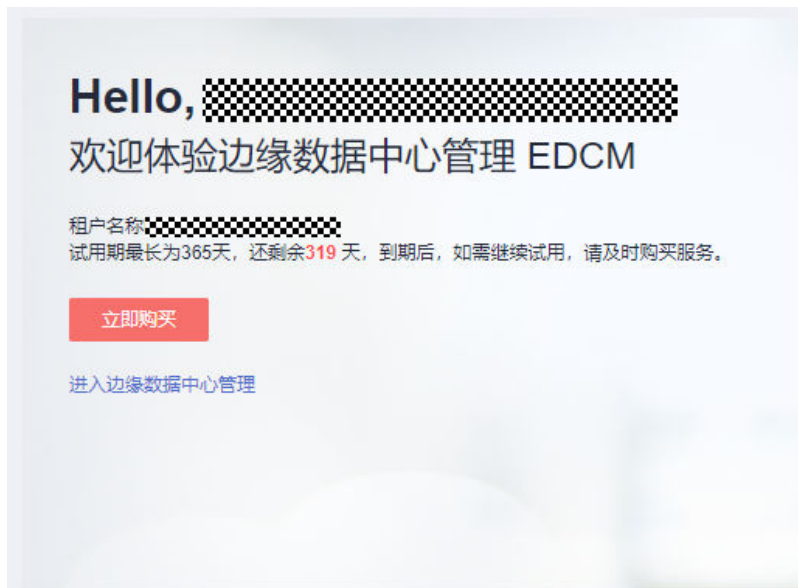 Hello,
欢迎体验边缘数据中心管理 EDCM
租户名称
试用期最长为365天，还剩余319 天，到期后，如需继续试用，请及时购买服务。
立即购买
进入边缘数据中心管理